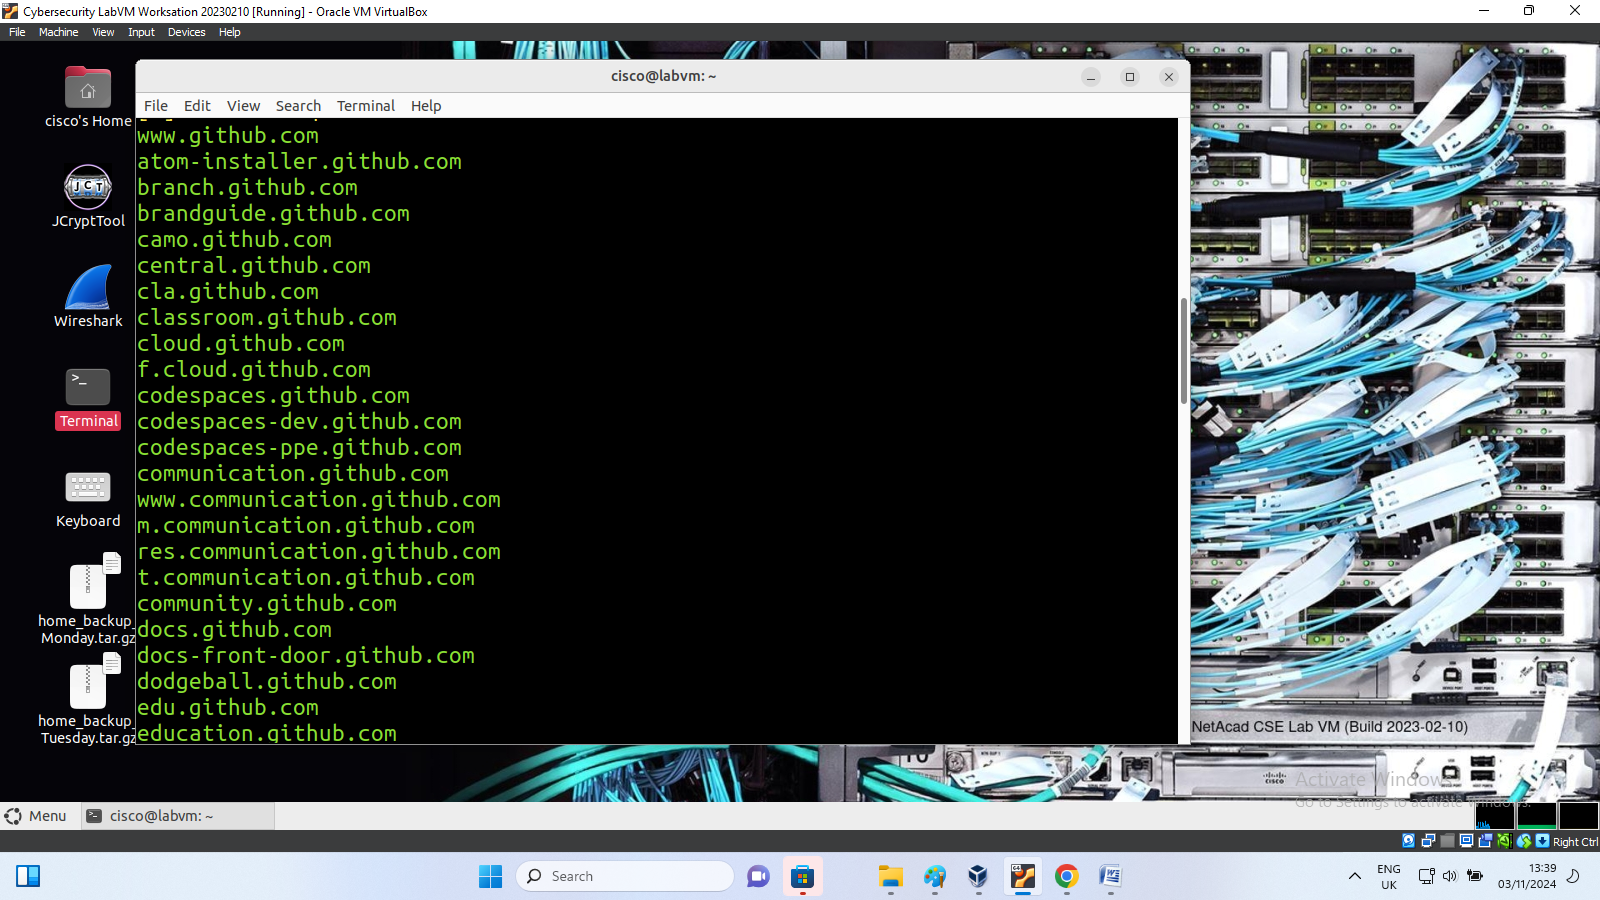 Cybersecurity LabVM Worksation 20230210 [Running] - Oracle VM VirtualBox
File Machine View Input Devices Help
cisco's Home
JCT
JCrypTool
Wireshark
>_
Terminal
Keyboard
home_backup_
Monday.tar.gz
home_backup_
Tuesday.tar.gz
cisco@labvm: ~
File Edit View Search Terminal Help
www.github.com
atom-installer.github.com
branch.github.com
brandguide.github.com
camo.github.com
central.github.com
cla.github.com
classroom.github.com
cloud.github.com
f.cloud.github.com
codespaces.github.com
codespaces-dev.github.com
codespaces-ppe.github.com
communication.github.com
www.communication.github.com
m.communication.github.com
res.communication.github.com
t.communication.github.com
community.github.com
docs.github.com
docs-front-door.github.com
dodgeball.github.com
edu.github.com
education.github.com
NetAcad CSE Lab VM (Build 2023-02-10)
cisco
Activate Windows
Go to Settings to activate Windows.
Menu cisco@labvm: ~
Right Ctrl
Search
ENG
UK
13:39
03/11/2024